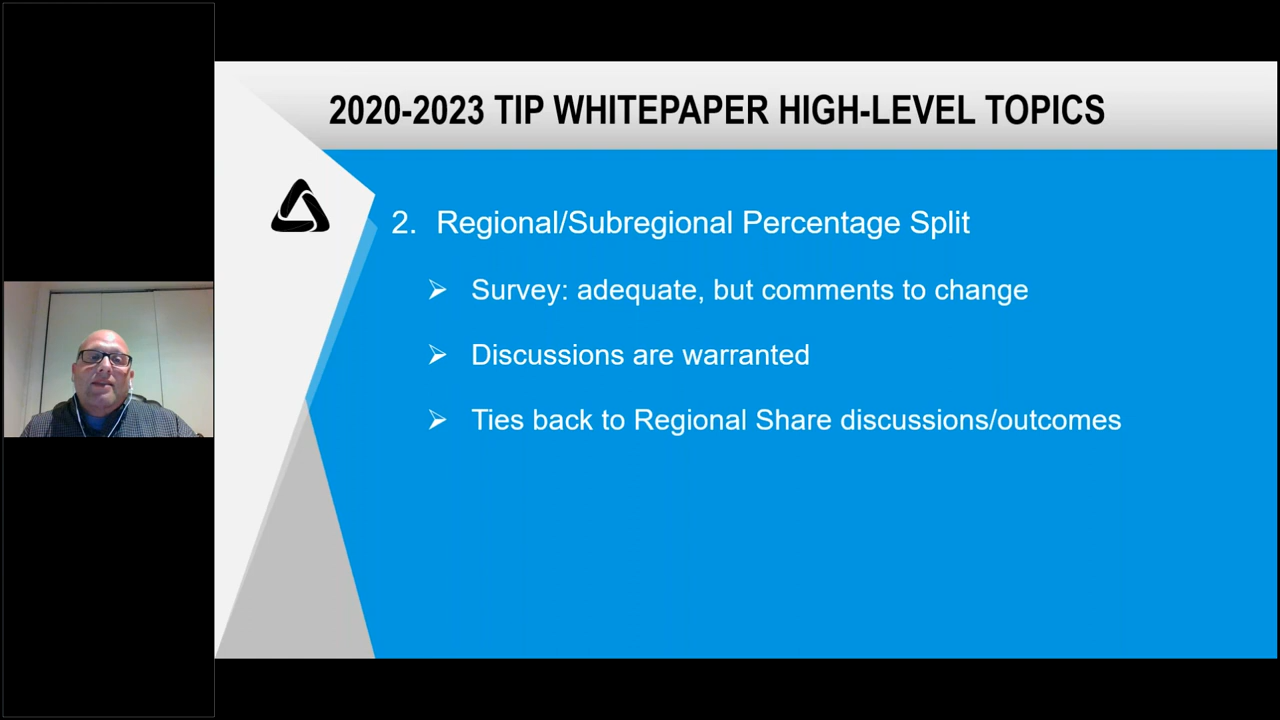 2020-2023 TIP WHITEPAPER HIGH-LEVEL TOPICS
2. Regional/Subregional Percentage Split
➢ Survey: adequate, but comments to change
➢ Discussions are warranted
➢ Ties back to Regional Share discussions/outcomes